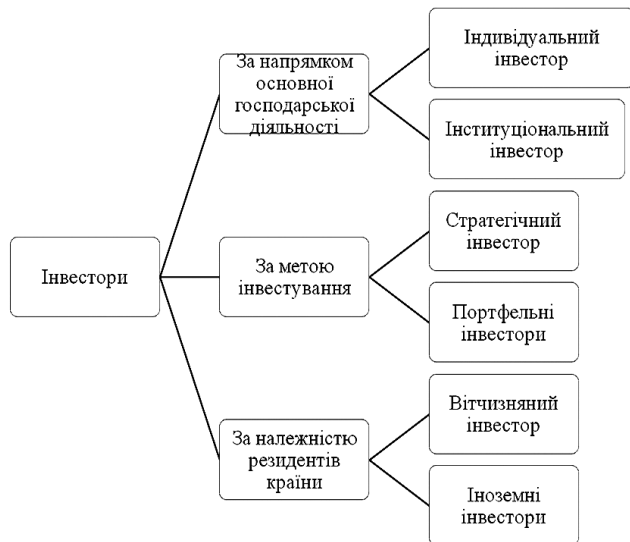 Інвестори
За напрямком
основної
господарської
діяльності
Індивідуальний
інвестор
Інституціональний
інвестор
За метою
інвестування
Стратегічний
інвестор
Портфельні
інвестори
За належністю
резидентів
країни
Вітчизняний
інвестор
Іноземні
інвестори